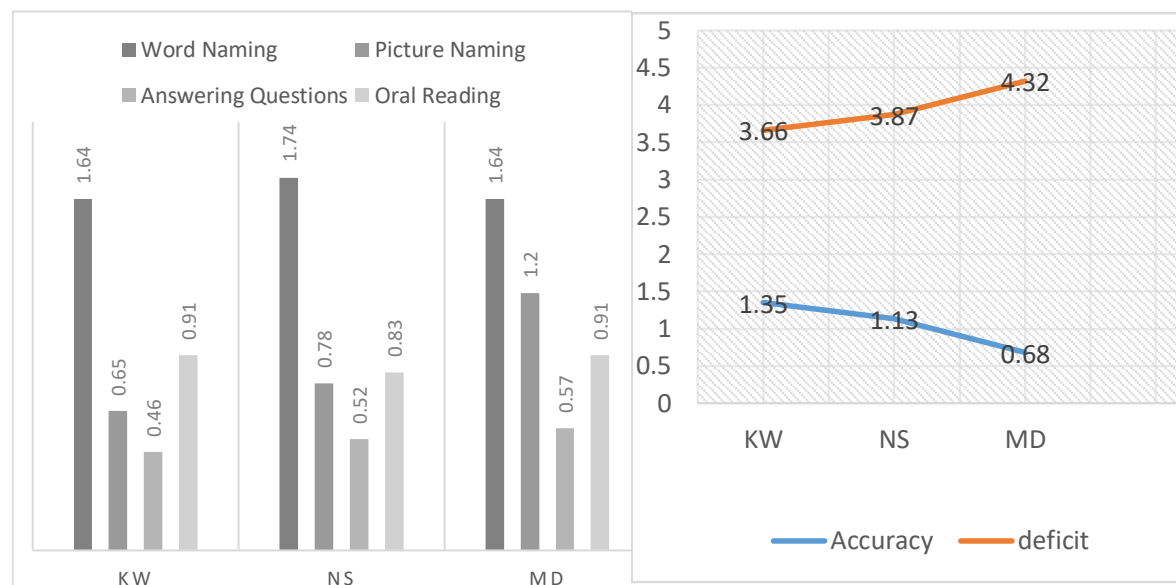 Word Naming Picture Naming
Answering Questions Oral Reading
1.64 0.65 0.46 0.91 1.74 0.78 0.52 0.83 1.64 1.2 0.57 0.91
KW NS MD
5
4.5
4
3.5
3
2.5
2
1.5
1
0.5
0
3.66 3.87 4.32
1.35 1.13 0.68
KW NS MD
Accuracy deficit